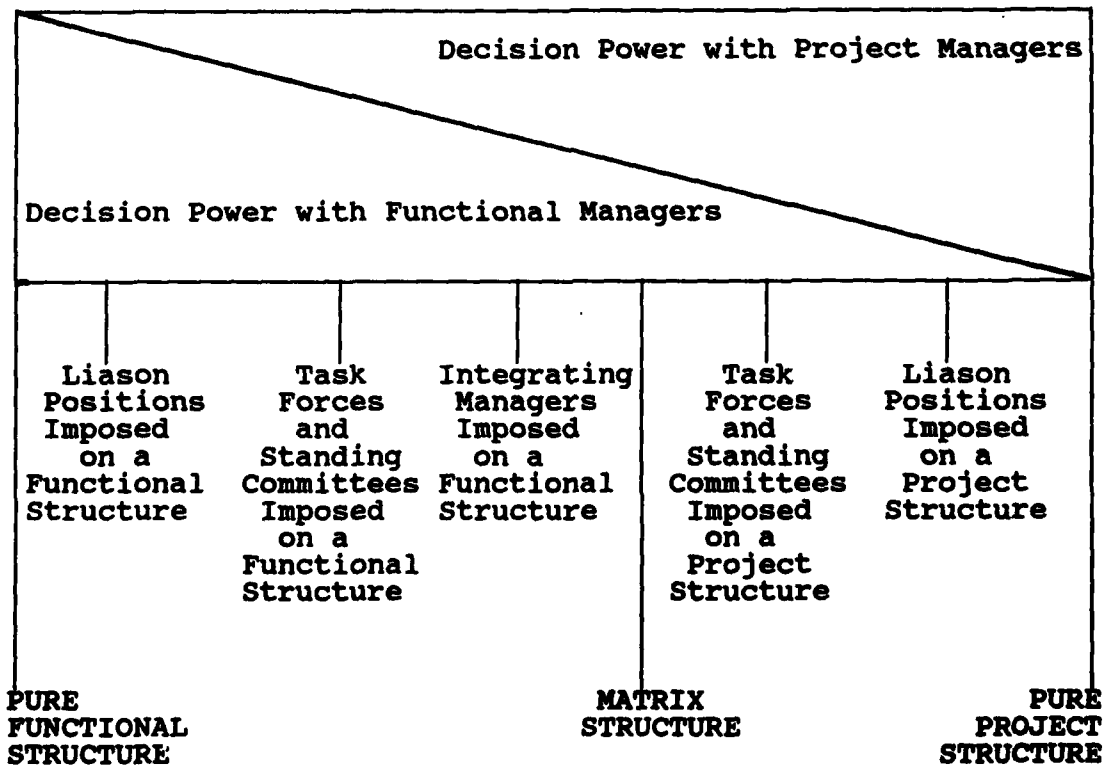 Decision Power with Project Managers
Decision Power with Functional Managers
Liason
Positions
Imposed
on a
Functional
Structure
Task
Forces
and
Standing
Committees
Imposed
on a
Functional
Structure
Integrating
Managers
Imposed
on a
Functional
Structure
Task
Forces
and
Standing
Committees
Imposed
on a
Project
Structure
Liason
Positions
Imposed
on a
Project
Structure
PURE
FUNCTIONAL
STRUCTURE
MATRIX
STRUCTURE
PURE
PROJECT
STRUCTURE